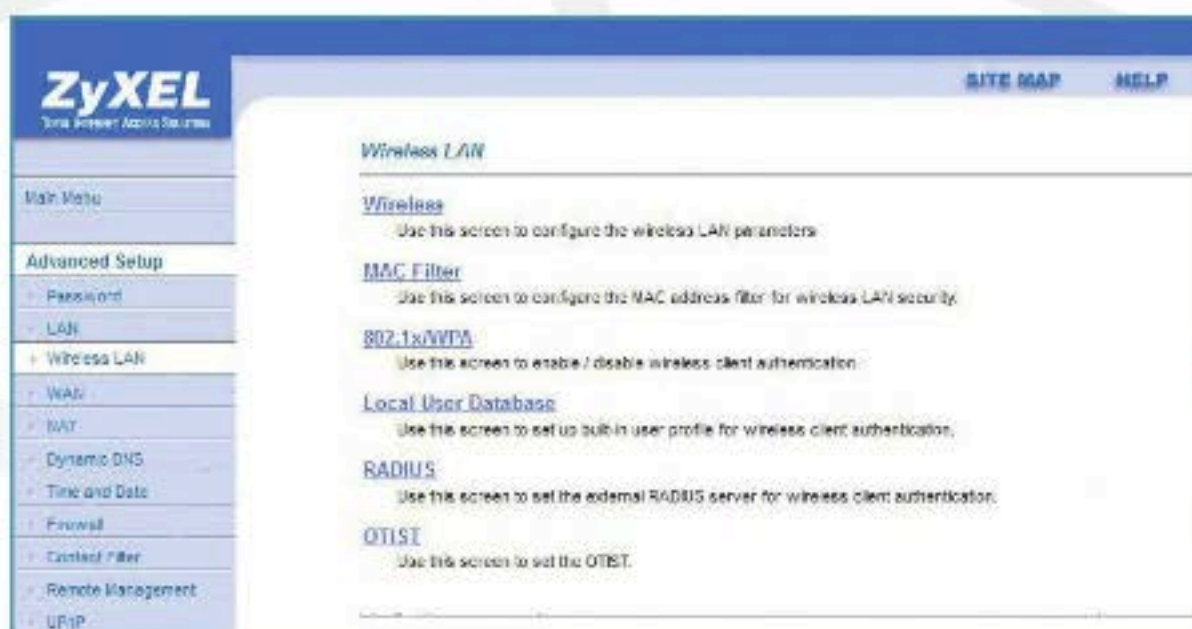 SITE MAP HELP
ZyXEL
Total Internet Access Solution
Wireless LAN
Main Menu
Wireless
Use this screen to configure the wireless LAN parameters
Advanced Setup
MAC Filter
Password
Use this screen to configure the MAC address filter for wireless LAN security.
LAN
802.1x/WPA
Wireless LAN
Use this screen to enable / disable wireless client authentication
WAN
Local User Database
NAT
Use this screen to set up built-in user profile for wireless client authentication.
Dynamic DNS
RADIUS
Time and Date
Use this screen to set the external RADIUS server for wireless client authentication.
Firewall
OTIST
Content Filter
Use this screen to set the OTIST.
Remote Management
UPnP